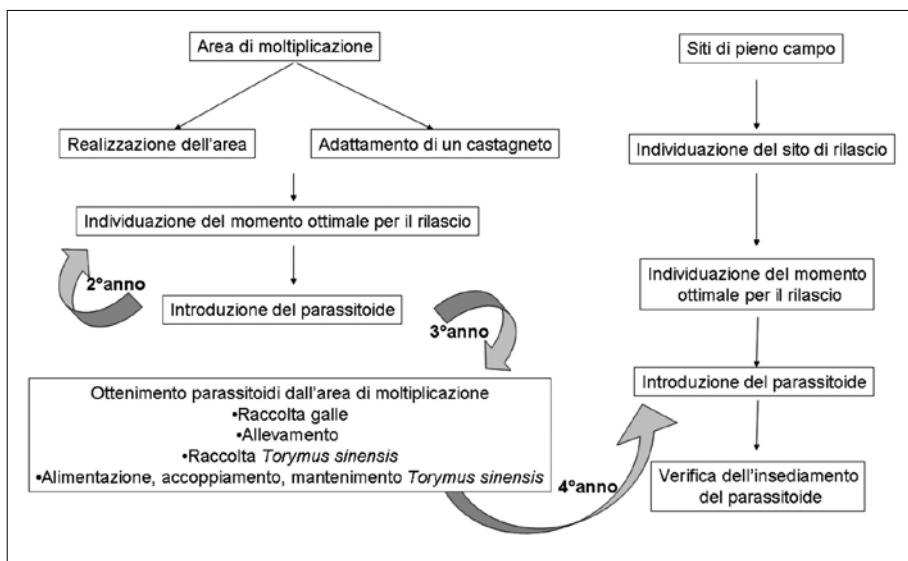 Area di moltiplicazione
Realizzazione dell'area
Adattamento di un castagneto
Individuazione del momento ottimale per il rilascio
2°anno
Introduzione del parassitoide
3°anno
Ottenimento parassitoidi dall'area di moltiplicazione
•Raccolta galle
•Allevamento
•Raccolta Torymus sinensis
•Alimentazione, accoppiamento, mantenimento Torymus sinensis
4°anno
Siti di pieno campo
Individuazione del sito di rilascio
Individuazione del momento
ottimale per il rilascio
Introduzione del parassitoide
Verifica dell'insediamento
del parassitoide